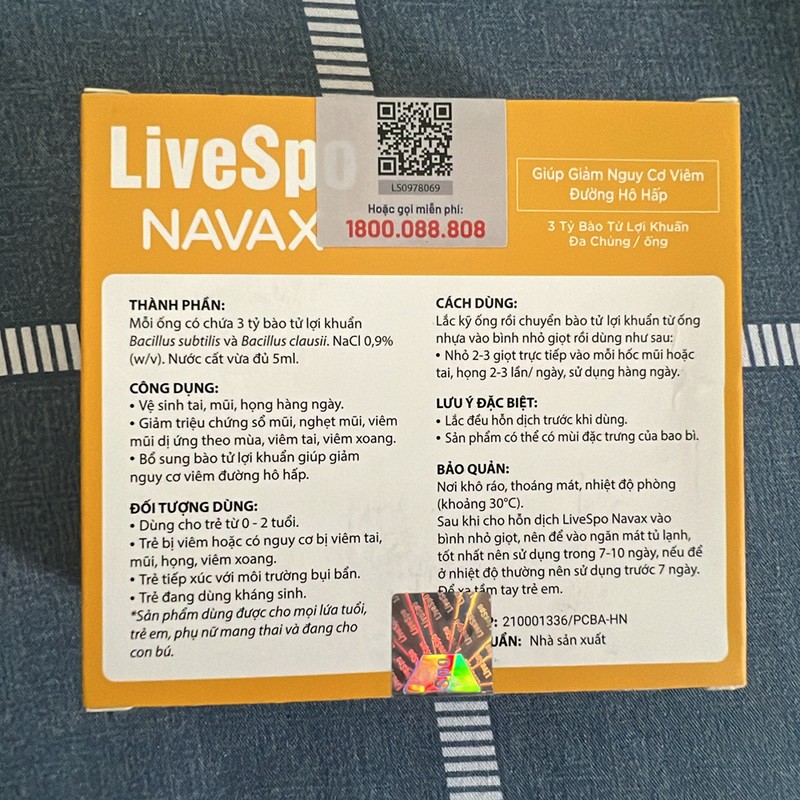 LiveSpo
NAVAX
LS0978069
Hoặc gọi miễn phí:
1800.088.808
Giúp Giảm Nguy Cơ Viêm
Đường Hô Hấp
3 Tỷ Bào Tử Lợi Khuẩn
Đa Chủng / ống
THÀNH PHẦN:
Mỗi ống có chứa 3 tỷ bào tử lợi khuẩn
Bacillus subtilis và Bacillus clausii. NaCl 0,9%
(w/v). Nước cất vừa đủ 5ml.
CÔNG DỤNG:
• Vệ sinh tai, mũi, họng hàng ngày.
• Giảm triệu chứng sổ mũi, nghẹt mũi, viêm
mũi dị ứng theo mùa, viêm tai, viêm xoang.
• Bổ sung bào tử lợi khuẩn giúp giảm
nguy cơ viêm đường hô hấp.
ĐỐI TƯỢNG DÙNG:
• Dùng cho trẻ từ 0 - 2 tuổi.
• Trẻ bị viêm hoặc có nguy cơ bị viêm tai,
mũi, họng, viêm xoang.
• Trẻ tiếp xúc với môi trường bụi bẩn.
• Trẻ đang dùng kháng sinh.
*Sản phẩm dùng được cho mọi lứa tuổi,
trẻ em, phụ nữ mang thai và đang cho
con bú.
CÁCH DÙNG:
Lắc kỹ ống rồi chuyển bào tử lợi khuẩn từ ống
nhựa vào bình nhỏ giọt rồi dùng như sau:
• Nhỏ 2-3 giọt trực tiếp vào mỗi hốc mũi hoặc
tai, họng 2-3 lần/ ngày, sử dụng hàng ngày.
LƯU Ý ĐẶC BIỆT:
• Lắc đều hỗn dịch trước khi dùng.
• Sản phẩm có thể có mùi đặc trưng của bao bì.
BẢO QUẢN:
Nơi khô ráo, thoáng mát, nhiệt độ phòng
(khoảng 30°C).
Sau khi cho hỗn dịch LiveSpo Navax vào
bình nhỏ giọt, nên để vào ngăn mát tủ lạnh,
tốt nhất nên sử dụng trong 7-10 ngày, nếu để
ở nhiệt độ thường nên sử dụng trước 7 ngày.
Để xa tầm tay trẻ em.
210001336/PCBA-HN
Nhà sản xuất
LiveSpo